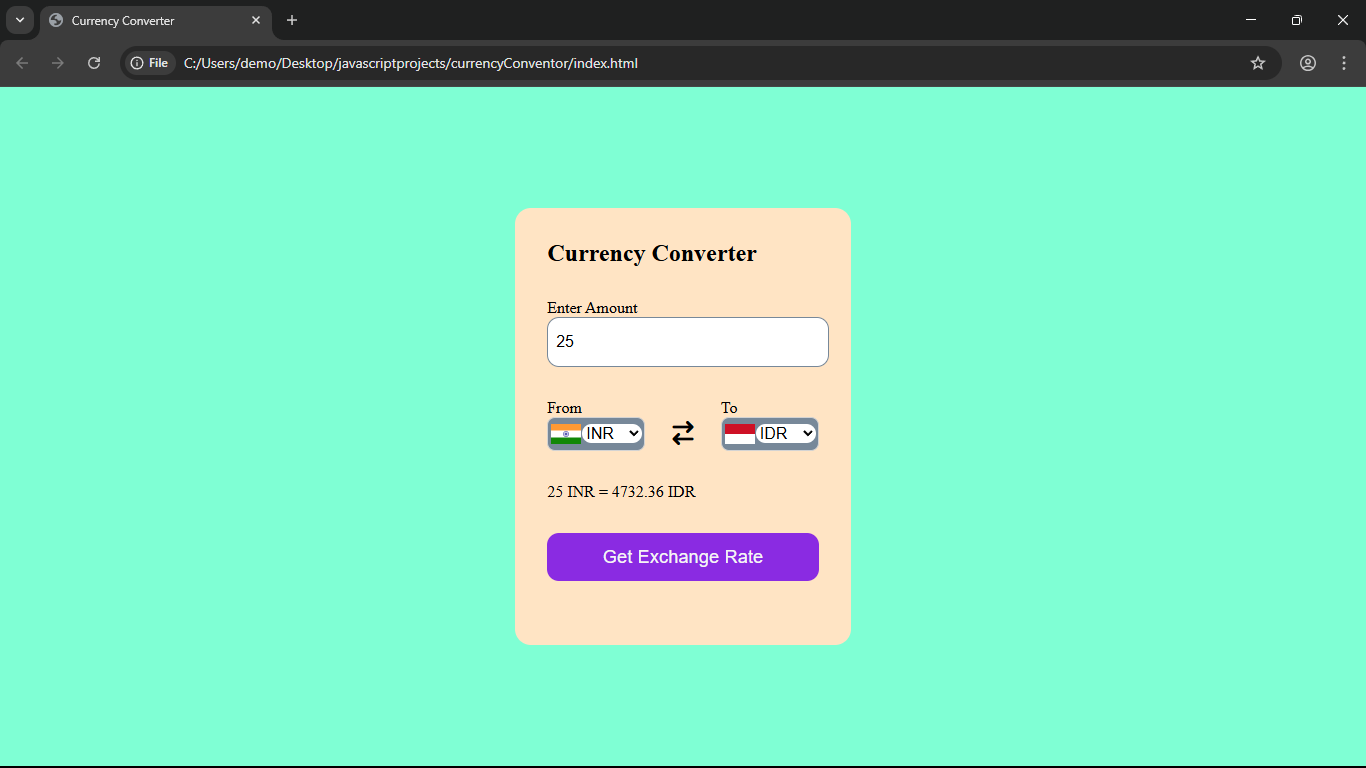 Currency Converter
File C:/Users/demo/Desktop/javascriptprojects/currencyConventor/index.html
Currency Converter
Enter Amount
25
From To
INR IDR
25 INR = 4732.36 IDR
Get Exchange Rate